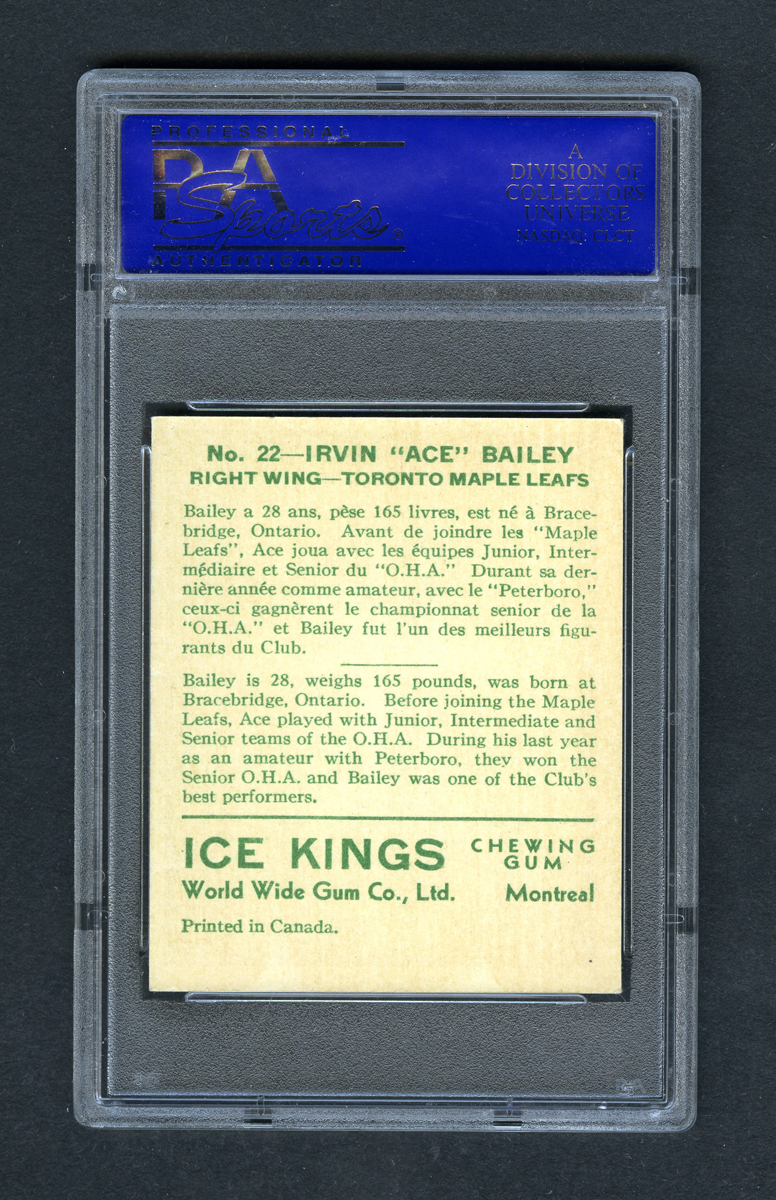 PROFESSIONAL
PSA
Sports®
AUTHENTICATOR
A
DIVISION OF
COLLECTORS
UNIVERSE
NASDAQ: CLCT
No. 22—IRVIN "ACE" BAILEY
RIGHT WING—TORONTO MAPLE LEAFS
Bailey a 28 ans, pèse 165 livres, est né à Brace-
bridge, Ontario. Avant de joindre les "Maple
Leafs", Ace joua avec les équipes Junior, Inter-
médiaire et Senior du "O.H.A." Durant sa der-
nière année comme amateur, avec le "Peterboro,"
ceux-ci gagnèrent le championnat senior de la
"O.H.A." et Bailey fut l'un des meilleurs figu-
rants du Club.
Bailey is 28, weighs 165 pounds, was born at
Bracebridge, Ontario. Before joining the Maple
Leafs, Ace played with Junior, Intermediate and
Senior teams of the O.H.A. During his last year
as an amateur with Peterboro, they won the
Senior O.H.A. and Bailey was one of the Club's
best performers.
ICE KINGS CHEWING GUM
World Wide Gum Co., Ltd. Montreal
Printed in Canada.